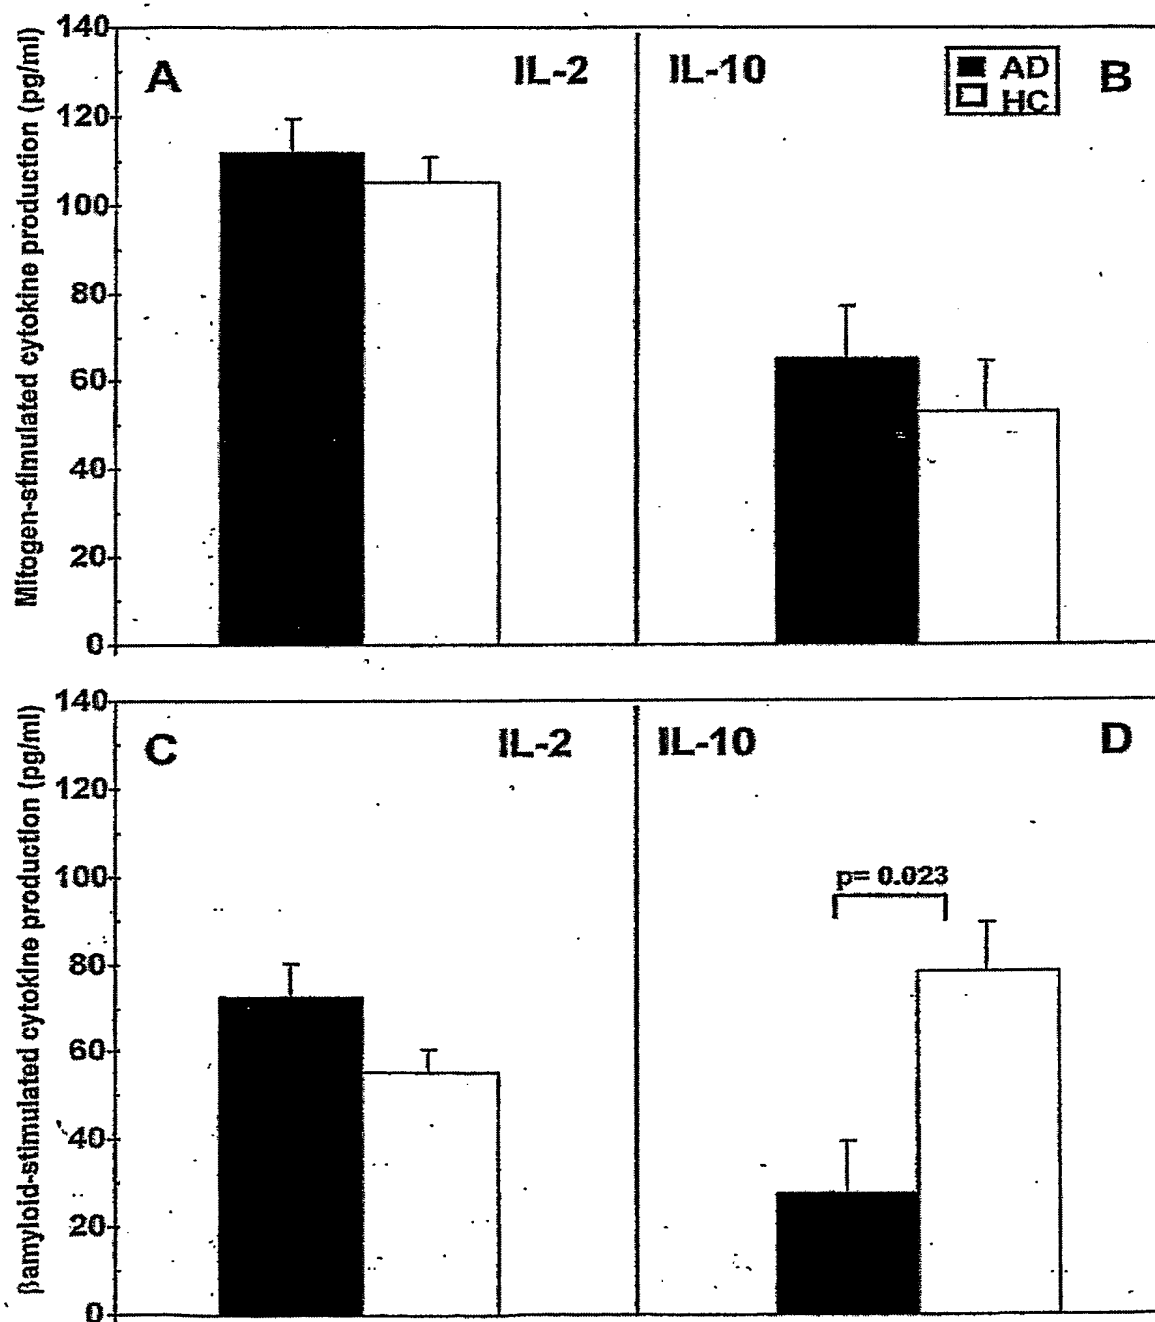 Mitogen-stimulated cytokine production (pg/ml)
140
120
100
80
60
40
20
0
A
IL-2
IL-10
AD
HC
B
βamyloid-stimulated cytokine production (pg/ml)
140
120
100
80
60
40
20
0
C
IL-2
IL-10
D
p= 0.023